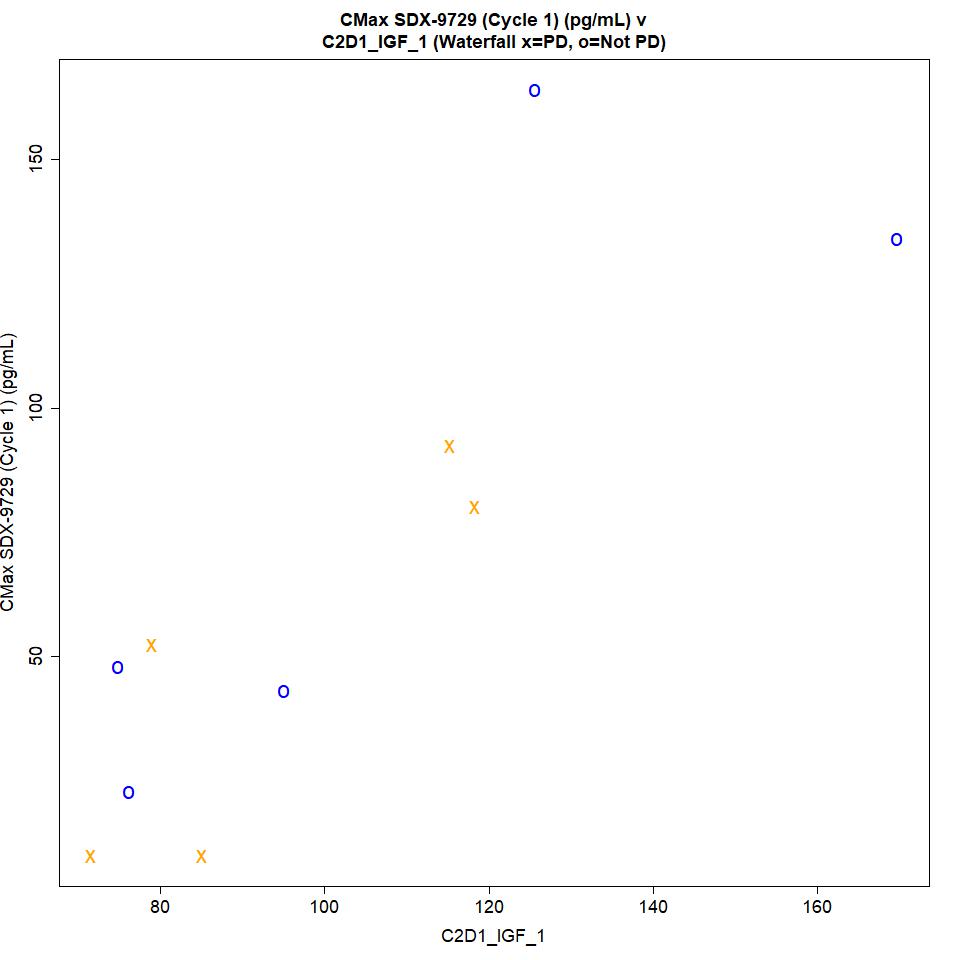 CMax SDX-9729 (Cycle 1) (pg/mL) v
C2D1_IGF_1 (Waterfall x=PD, o=Not PD)
CMax SDX-9729 (Cycle 1) (pg/mL)
150
100
50
O
O
X
X
X
O
O
O
X
X
80
100
120
140
160
C2D1_IGF_1